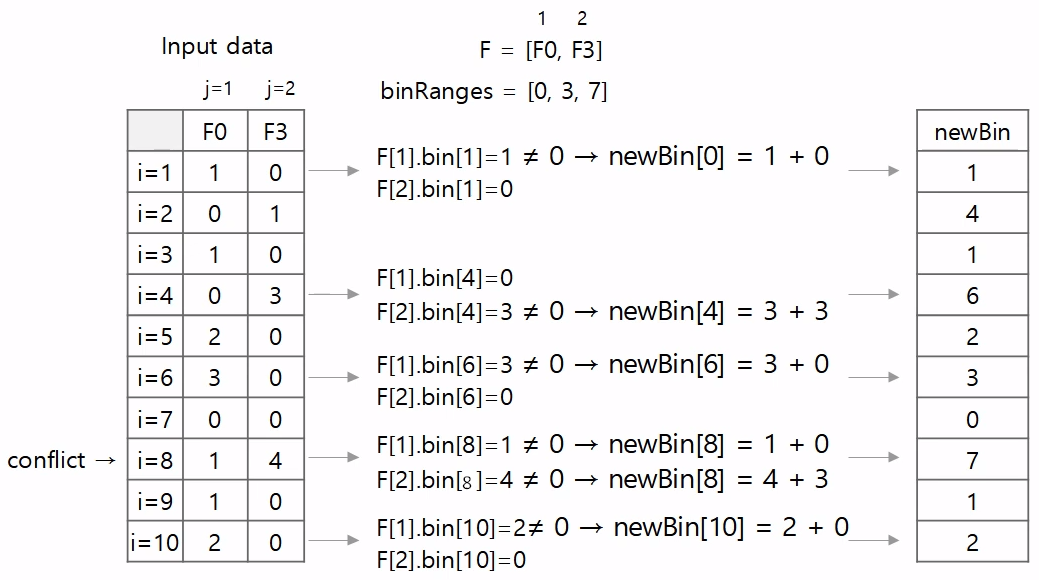 1 2
Input data
F = [F0, F3]
j=1 j=2
binRanges = [0, 3, 7]
F0 F3
newBin
i=1 1 0
F[1].bin[1]=1 ≠ 0 → newBin[0] = 1 + 0
F[2].bin[1]=0
1
i=2 0 1
4
i=3 1 0
1
i=4 0 3
F[1].bin[4]=0
F[2].bin[4]=3 ≠ 0 → newBin[4] = 3 + 3
6
i=5 2 0
2
i=6 3 0
F[1].bin[6]=3 ≠ 0 → newBin[6] = 3 + 0
F[2].bin[6]=0
3
i=7 0 0
0
conflict →
i=8 1 4
F[1].bin[8]=1 ≠ 0 → newBin[8] = 1 + 0
F[2].bin[8]=4 ≠ 0 → newBin[8] = 4 + 3
7
i=9 1 0
1
i=10 2 0
F[1].bin[10]=2≠ 0 → newBin[10] = 2 + 0
F[2].bin[10]=0
2